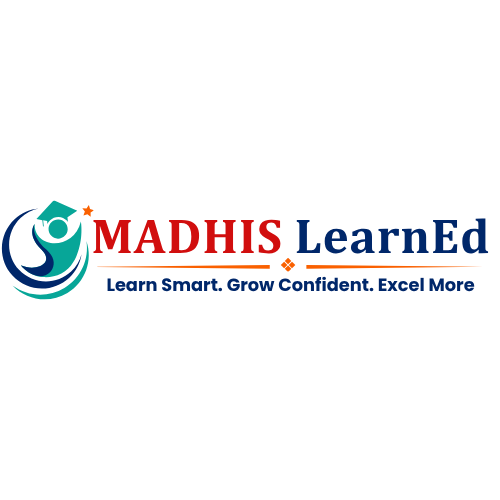 MADHIS LearnEd
Learn Smart. Grow Confident. Excel More